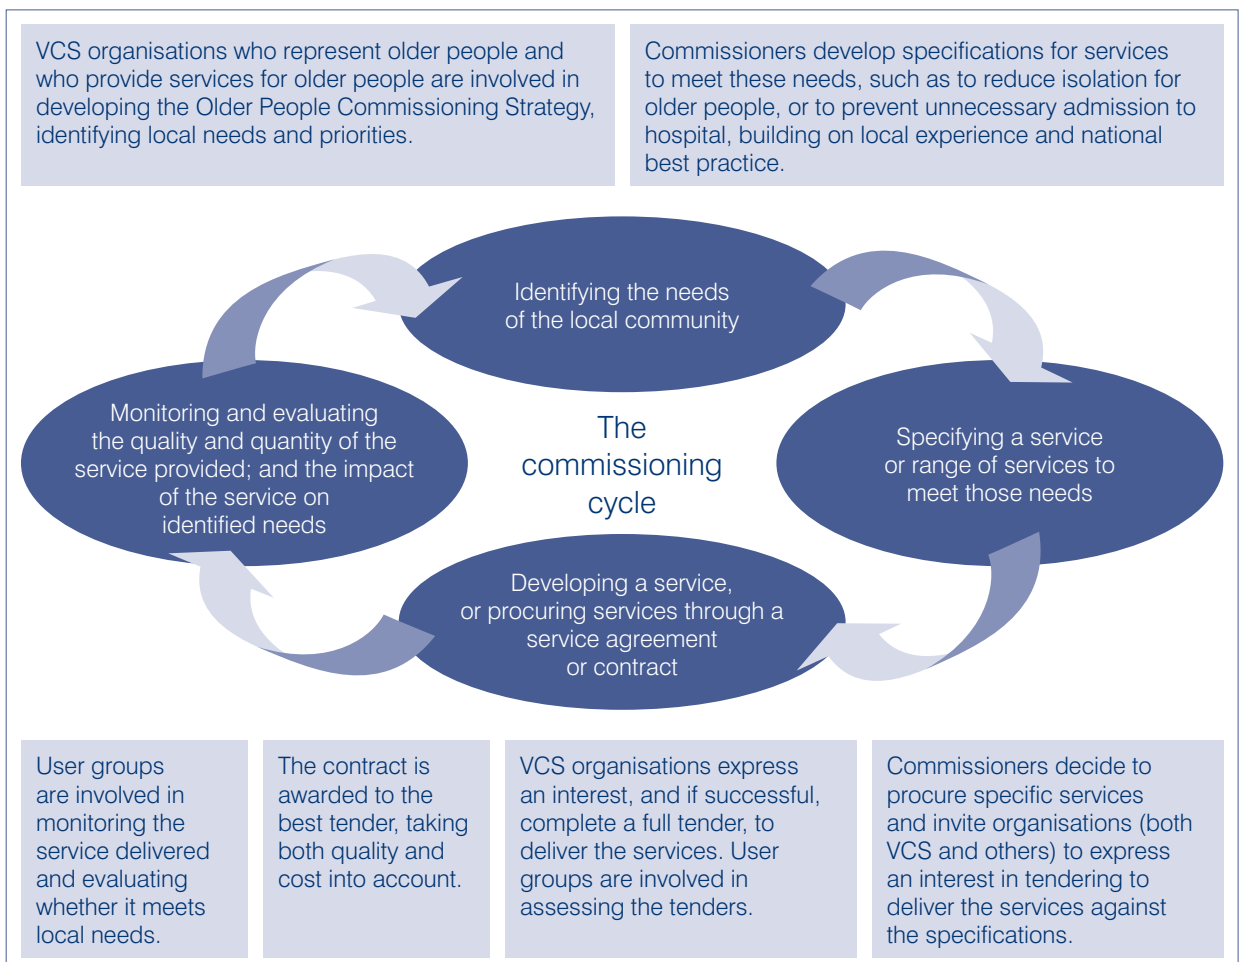 VCS organisations who represent older people and
who provide services for older people are involved in
developing the Older People Commissioning Strategy,
identifying local needs and priorities.
Commissioners develop specifications for services
to meet these needs, such as to reduce isolation for
older people, or to prevent unnecessary admission to
hospital, building on local experience and national
best practice.
Identifying the needs
of the local community
Monitoring and evaluating
the quality and quantity of the
service provided; and the impact
of the service on
identified needs
The
commissioning
cycle
Specifying a service
or range of services to
meet those needs
Developing a service,
or procuring services through a
service agreement
or contract
User groups
are involved in
monitoring the
service delivered
and evaluating
whether it meets
local needs.
The contract is
awarded to the
best tender, taking
both quality and
cost into account.
VCS organisations express
an interest, and if successful,
complete a full tender, to
deliver the services. User
groups are involved in
assessing the tenders.
Commissioners decide to
procure specific services
and invite organisations (both
VCS and others) to express
an interest in tendering to
deliver the services against
the specifications.